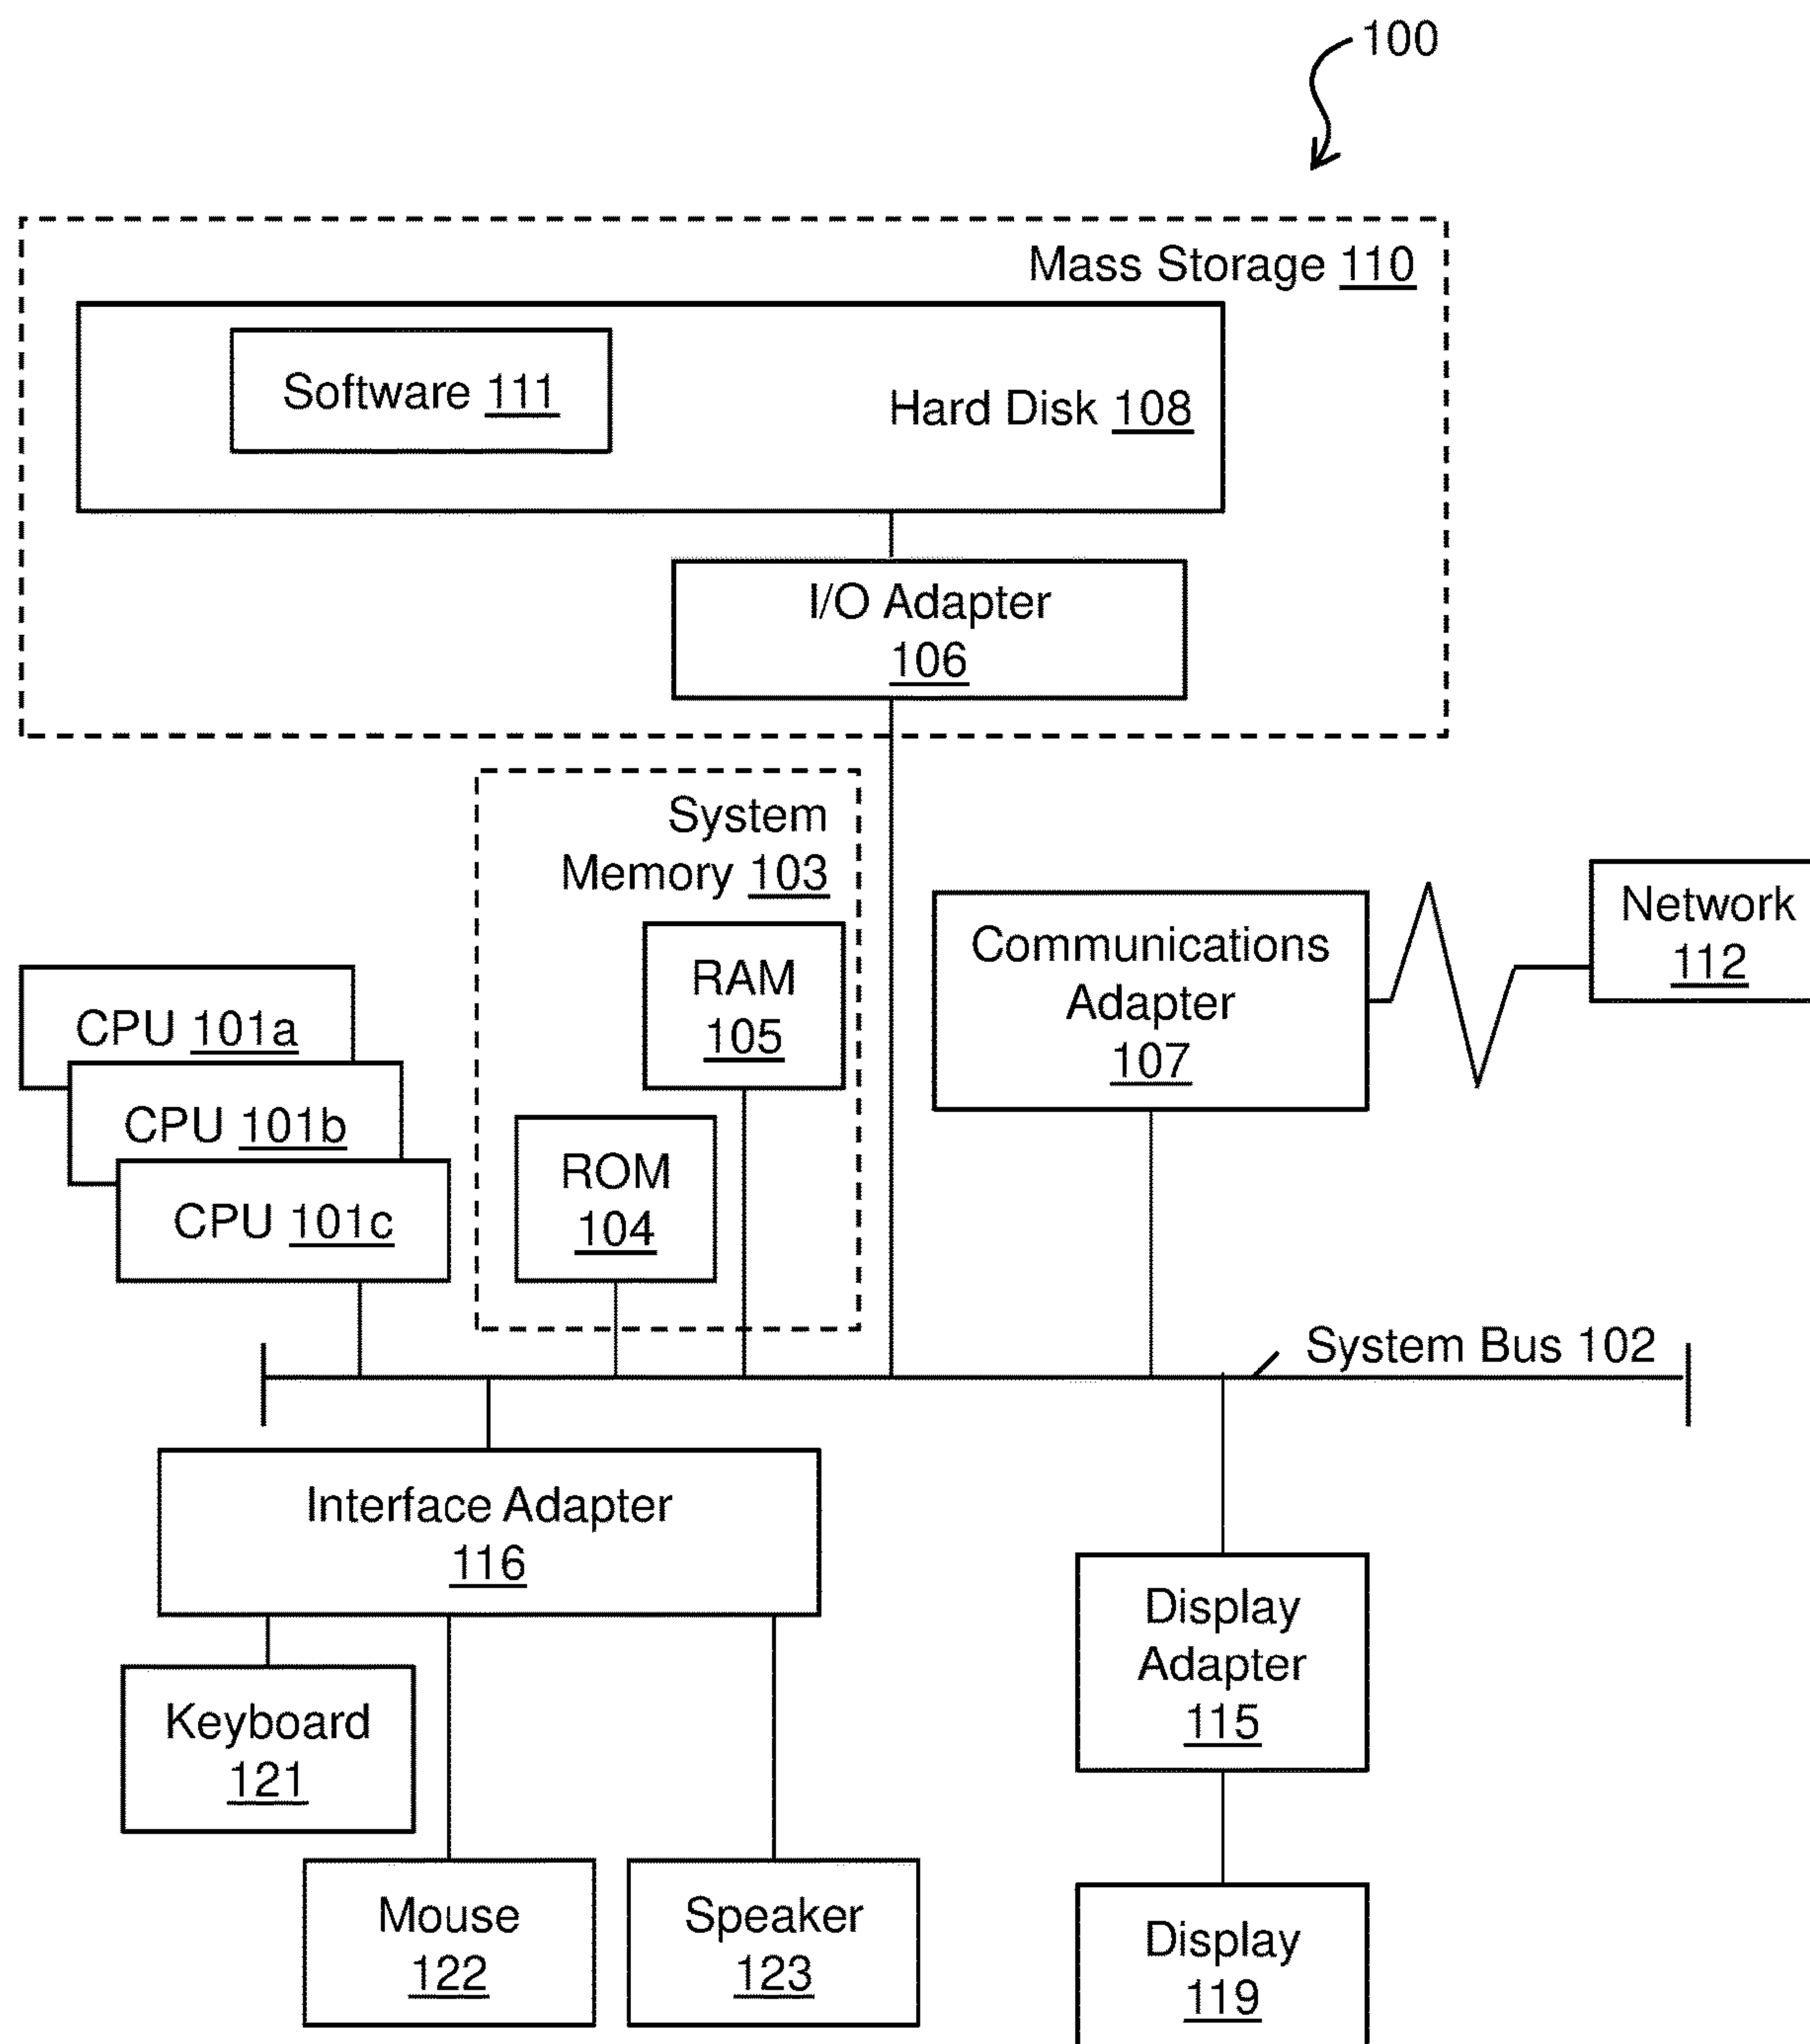 100
Mass Storage 110
Software 111
Hard Disk 108
I/O Adapter
106
System
Memory 103
RAM
105
ROM
104
Communications
Adapter
107
Network
112
CPU 101a
CPU 101b
CPU 101c
System Bus 102
Interface Adapter
116
Display
Adapter
115
Keyboard
121
Mouse
122
Speaker
123
Display
119